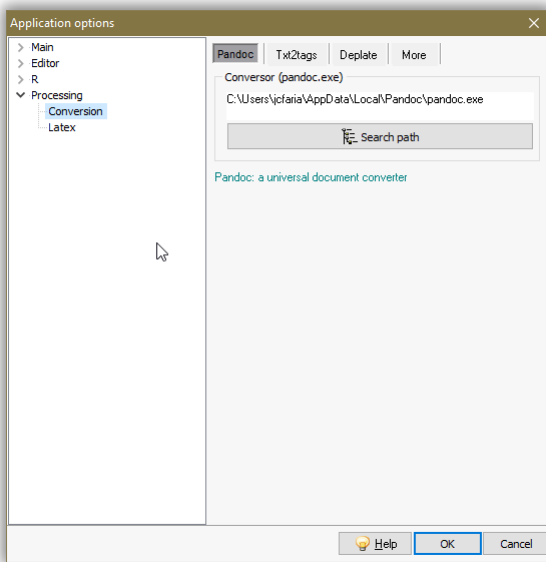 Application options
Main
Editor
R
Processing
Conversion
Latex
Pandoc Txt2tags Deplate More
Conversor (pandoc.exe)
C:\Users\jcfaria\AppData\Local\Pandoc\pandoc.exe
Search path
Pandoc: a universal document converter
Help OK Cancel